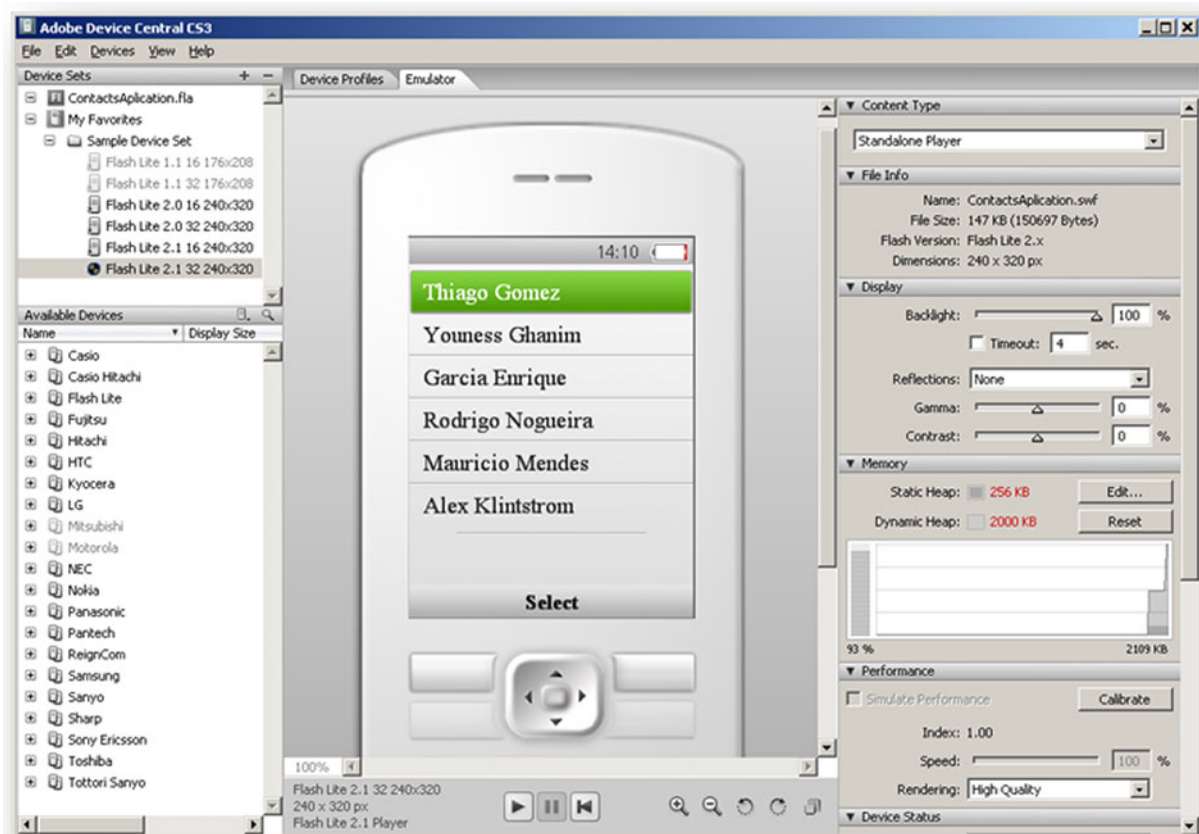 Adobe Device Central CS3
File Edit Devices View Help
Device Sets + −
ContactsAplication.fla
My Favorites
Sample Device Set
Flash Lite 1.1 16 176x208
Flash Lite 1.1 32 176x208
Flash Lite 2.0 16 240x320
Flash Lite 2.0 32 240x320
Flash Lite 2.1 16 240x320
Flash Lite 2.1 32 240x320
Available Devices
Name Display Size
Casio
Casio Hitachi
Flash Lite
Fujitsu
Hitachi
HTC
Kyocera
LG
Mitsubishi
Motorola
NEC
Nokia
Panasonic
Pantech
ReignCom
Samsung
Sanyo
Sharp
Sony Ericsson
Toshiba
Tottori Sanyo
Device Profiles Emulator
14:10
Thiago Gomez
Youness Ghanim
Garcia Enrique
Rodrigo Nogueira
Mauricio Mendes
Alex Klintstrom
Select
100%
Flash Lite 2.1 32 240x320
240 x 320 px
Flash Lite 2.1 Player
Content Type
Standalone Player
File Info
Name: ContactsAplication.swf
File Size: 147 KB (150697 Bytes)
Flash Version: Flash Lite 2.x
Dimensions: 240 x 320 px
Display
Backlight: 100 %
Timeout: 4 sec.
Reflections: None
Gamma: 0 %
Contrast: 0 %
Memory
Static Heap: 256 KB Edit...
Dynamic Heap: 2000 KB Reset
93 % 2109 KB
Performance
Simulate Performance Calibrate
Index: 1.00
Speed: 100 %
Rendering: High Quality
Device Status